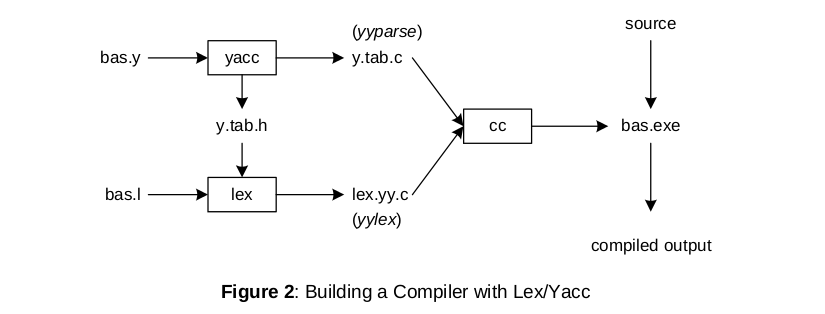 source
(yyparse)
bas.y yacc y.tab.c
y.tab.h cc bas.exe
bas.l lex lex.yy.c
(yylex)
compiled output
Figure 2: Building a Compiler with Lex/Yacc